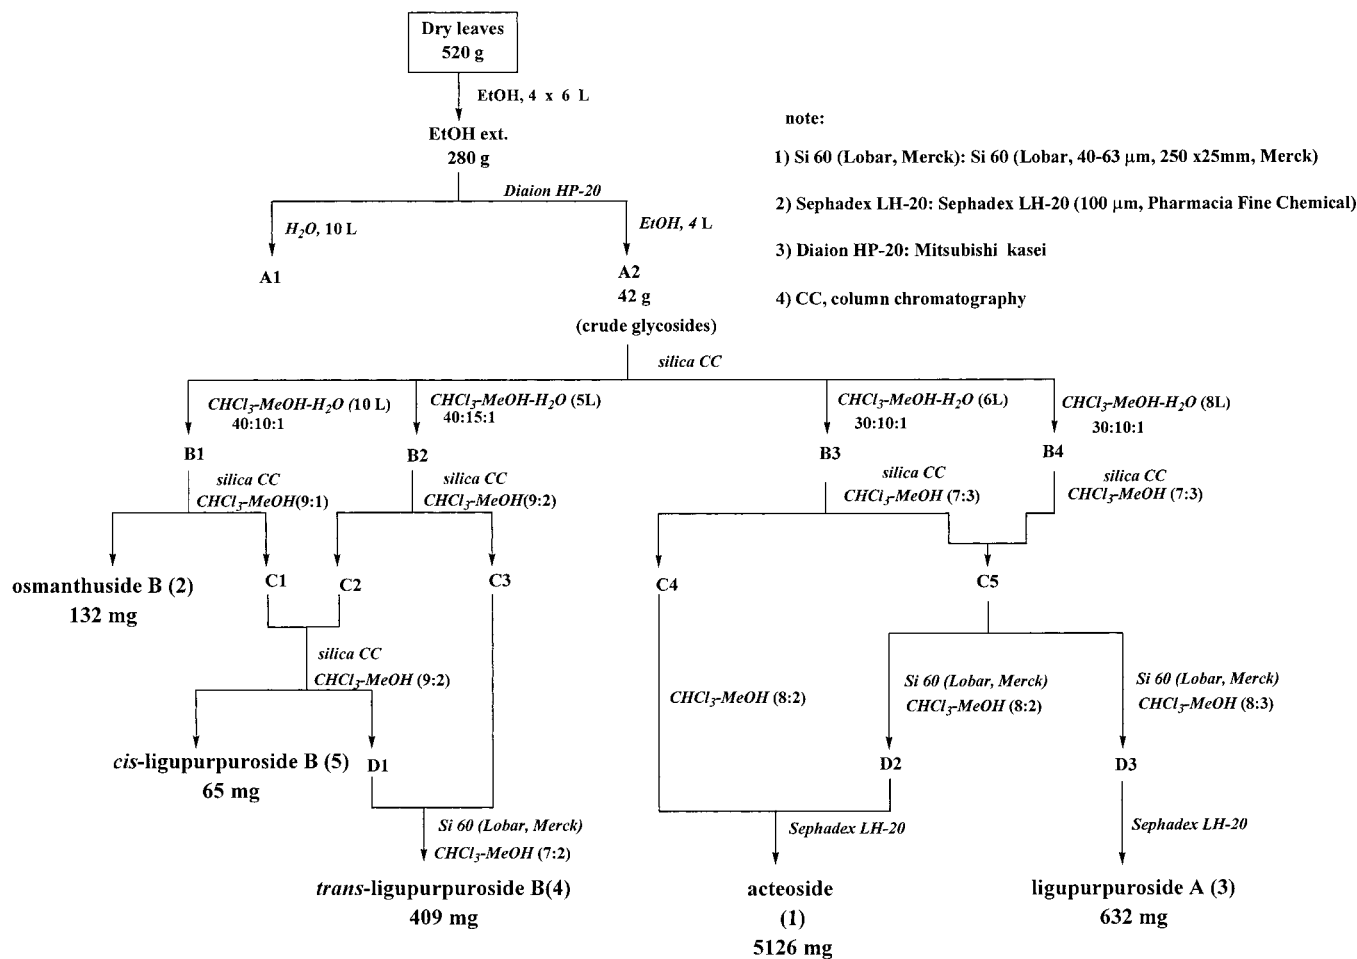 Dry leaves
520 g
EtOH, 4 x 6 L
EtOH ext.
280 g
Diaion HP-20
H2O, 10 L
EtOH, 4 L
A1
A2
42 g
(crude glycosides)
note:
1) Si 60 (Lobar, Merck): Si 60 (Lobar, 40-63 μm, 250 x25mm, Merck)
2) Sephadex LH-20: Sephadex LH-20 (100 μm, Pharmacia Fine Chemical)
3) Diaion HP-20: Mitsubishi kasei
4) CC, column chromatography
silica CC
CHCl3-MeOH-H2O (10 L)
40:10:1
CHCl3-MeOH-H2O (5L)
40:15:1
CHCl3-MeOH-H2O (6L)
30:10:1
CHCl3-MeOH-H2O (8L)
30:10:1
B1
B2
B3
B4
silica CC
CHCl3-MeOH(9:1)
silica CC
CHCl3-MeOH(9:2)
silica CC
CHCl3-MeOH (7:3)
silica CC
CHCl3-MeOH (7:3)
osmanthuside B (2)
132 mg
C1
C2
C3
C4
C5
silica CC
CHCl3-MeOH (9:2)
CHCl3-MeOH (8:2)
Si 60 (Lobar, Merck)
CHCl3-MeOH (8:2)
Si 60 (Lobar, Merck)
CHCl3-MeOH (8:3)
cis-ligupurpuroside B (5)
65 mg
D1
D2
D3
Si 60 (Lobar, Merck)
CHCl3-MeOH (7:2)
Sephadex LH-20
Sephadex LH-20
trans-ligupurpuroside B(4)
409 mg
acteoside
(1)
5126 mg
ligupurpuroside A (3)
632 mg